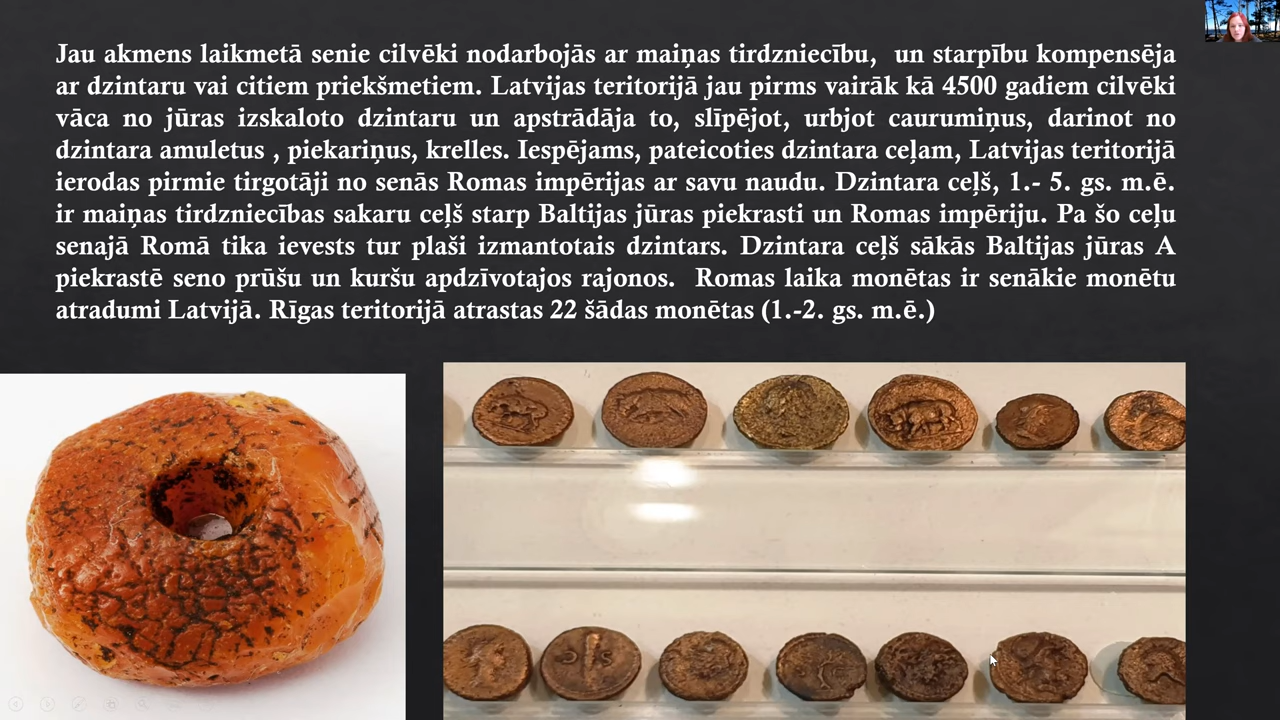 Jau akmens laikmetā senie cilvēki nodarbojās ar maiņas tirdzniecību, un starpību kompensēja
ar dzintaru vai citiem priekšmetiem. Latvijas teritorijā jau pirms vairāk kā 4500 gadiem cilvēki
vāca no jūras izskaloto dzintaru un apstrādāja to, slīpējot, urbjot caurumiņus, darinot no
dzintara amuletus , piekariņus, krelles. Iespējams, pateicoties dzintara ceļam, Latvijas teritorijā
ierodas pirmie tirgotāji no senās Romas impērijas ar savu naudu. Dzintara ceļš, 1.- 5. gs. m.ē.
ir maiņas tirdzniecības sakaru ceļš starp Baltijas jūras piekrasti un Romas impēriju. Pa šo ceļu
senajā Romā tika ievests tur plaši izmantotais dzintars. Dzintara ceļš sākās Baltijas jūras A
piekrastē seno prūšu un kuršu apdzīvotajos rajonos. Romas laika monētas ir senākie monētu
atradumi Latvijā. Rīgas teritorijā atrastas 22 šādas monētas (1.-2. gs. m.ē.)